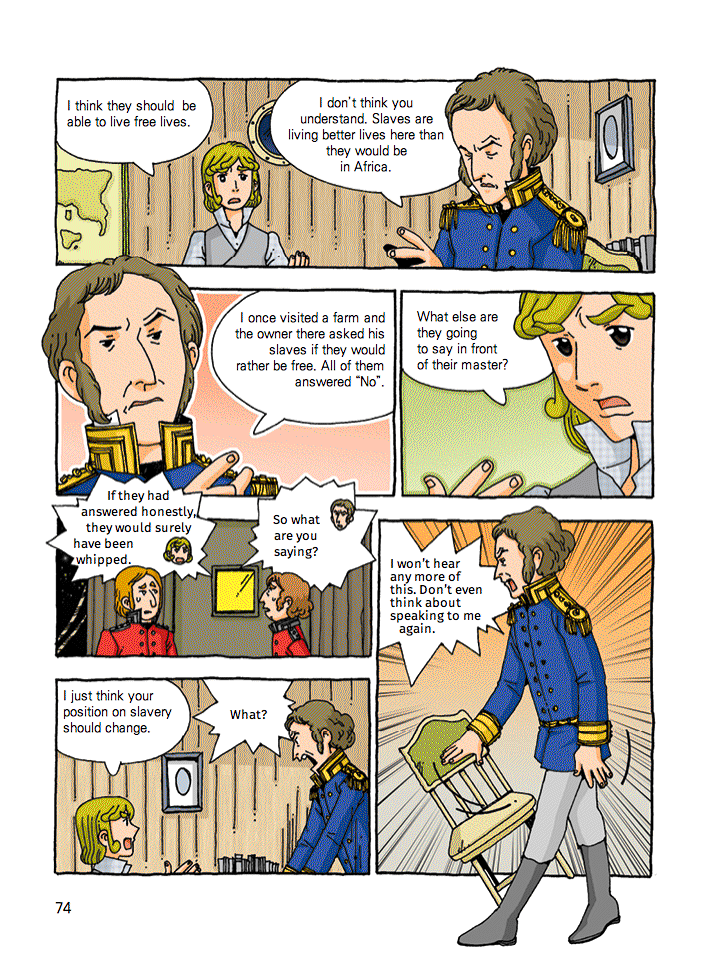 I think they should be
able to live free lives.
I don't think you
understand. Slaves are
living better lives here than
they would be
in Africa.
I once visited a farm and
the owner there asked his
slaves if they would
rather be free. All of them
answered “No”.
What else are
they going
to say in front
of their master?
If they had
answered honestly,
they would surely
have been
whipped.
So what
are you
saying?
I just think your
position on slavery
should change.
What?
I won't hear
any more of
this. Don't even
think about
speaking to me
again.
74